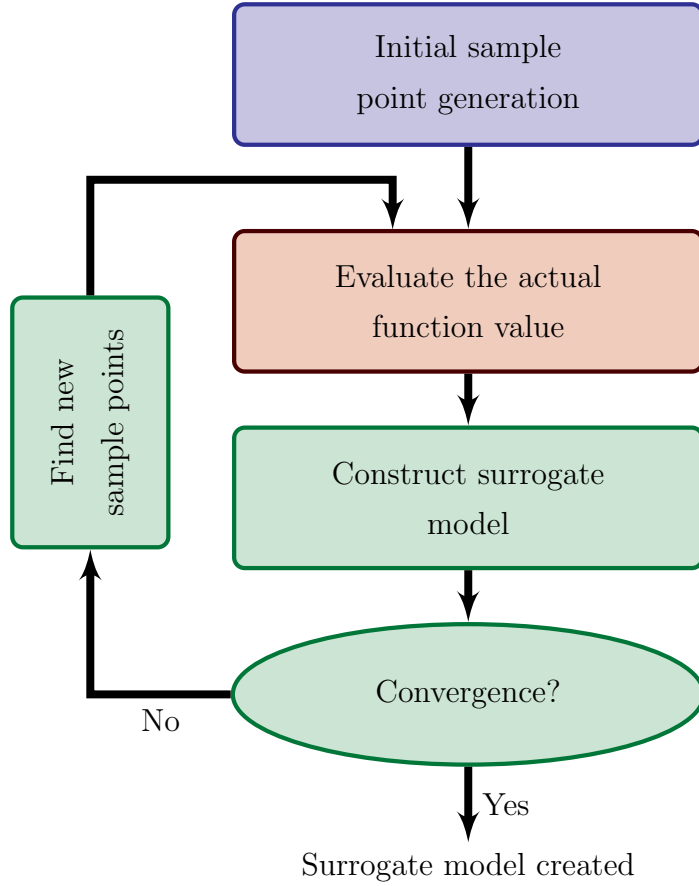 Initial sample
point generation
Evaluate the actual
function value
Find new
sample points
Construct surrogate
model
Convergence?
No
Yes
Surrogate model created